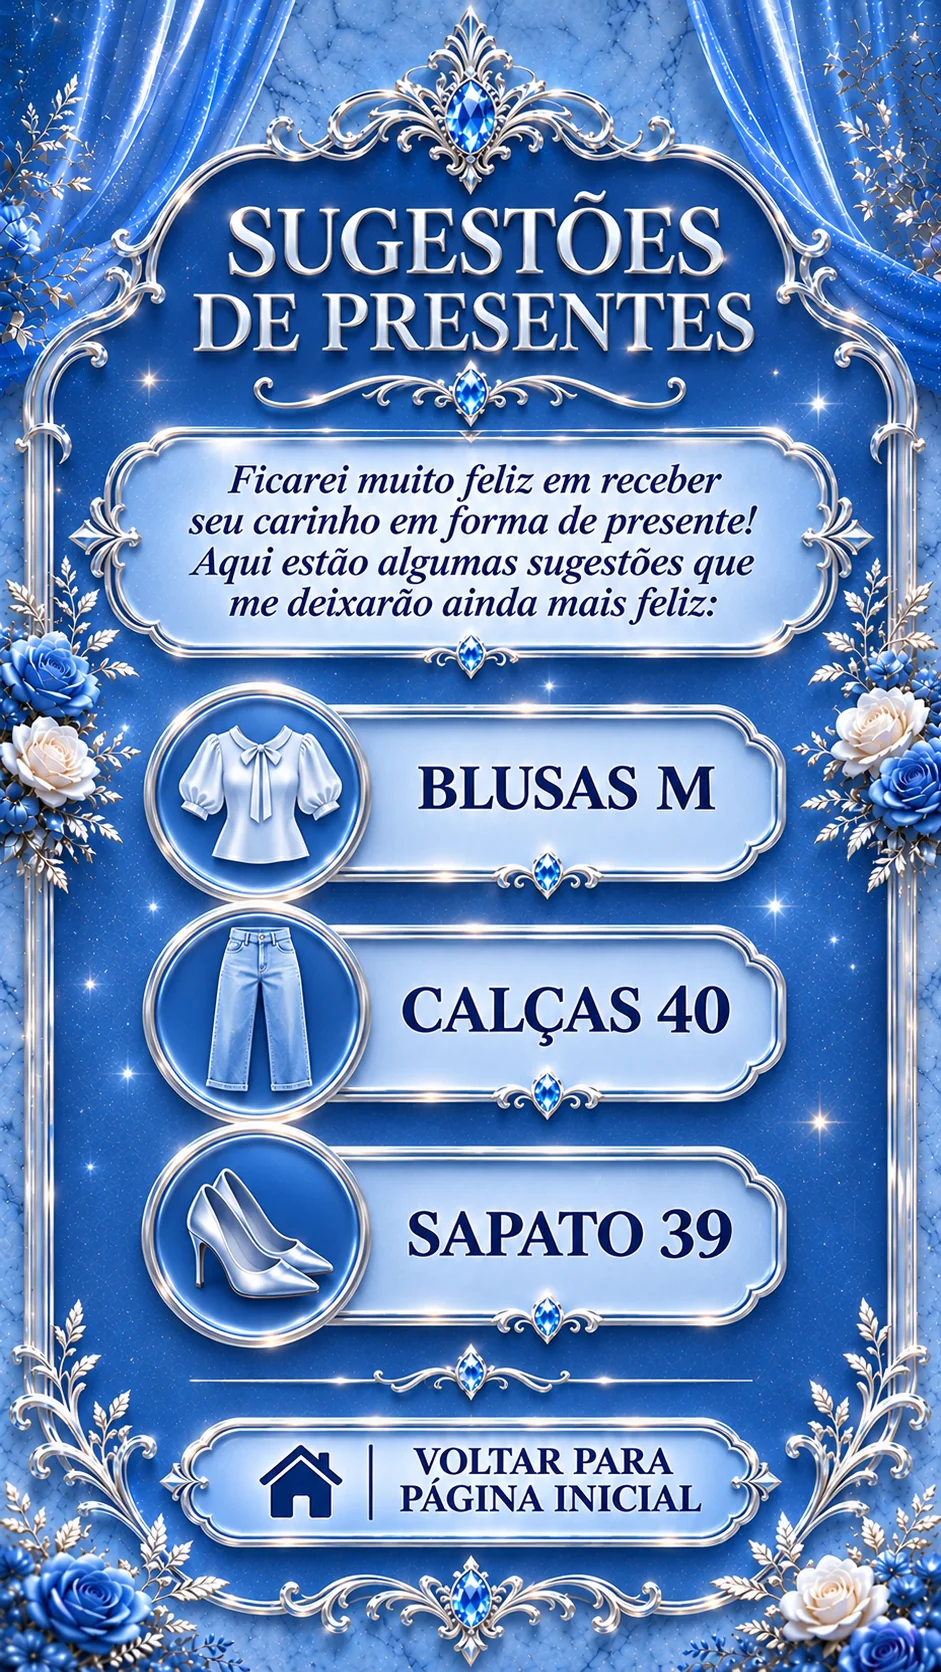 SUGESTÕES
DE PRESENTES
Ficarei muito feliz em receber
seu carinho em forma de presente!
Aqui estão algumas sugestões que
me deixarão ainda mais feliz:
BLUSAS M
CALÇAS 40
SAPATO 39
VOLTAR PARA
PÁGINA INICIAL